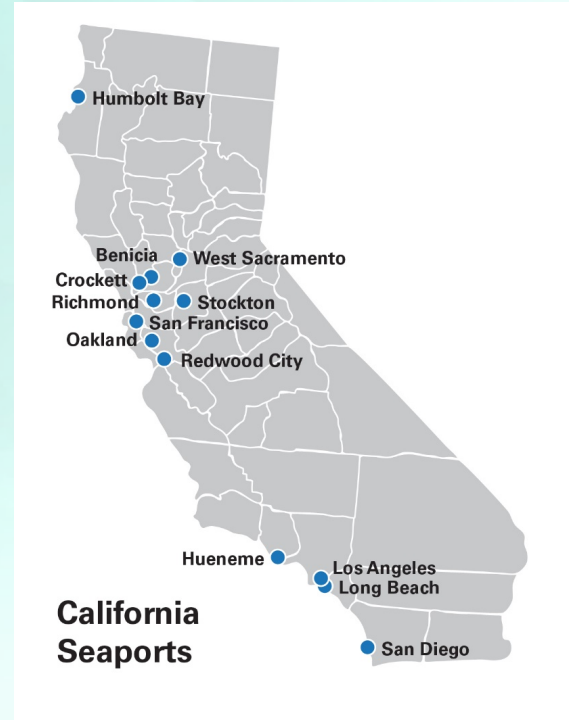 Humbolt Bay
Benicia
West Sacramento
Crockett
Richmond
Stockton
San Francisco
Oakland
Redwood City
Hueneme
Los Angeles
Long Beach
San Diego
California
Seaports